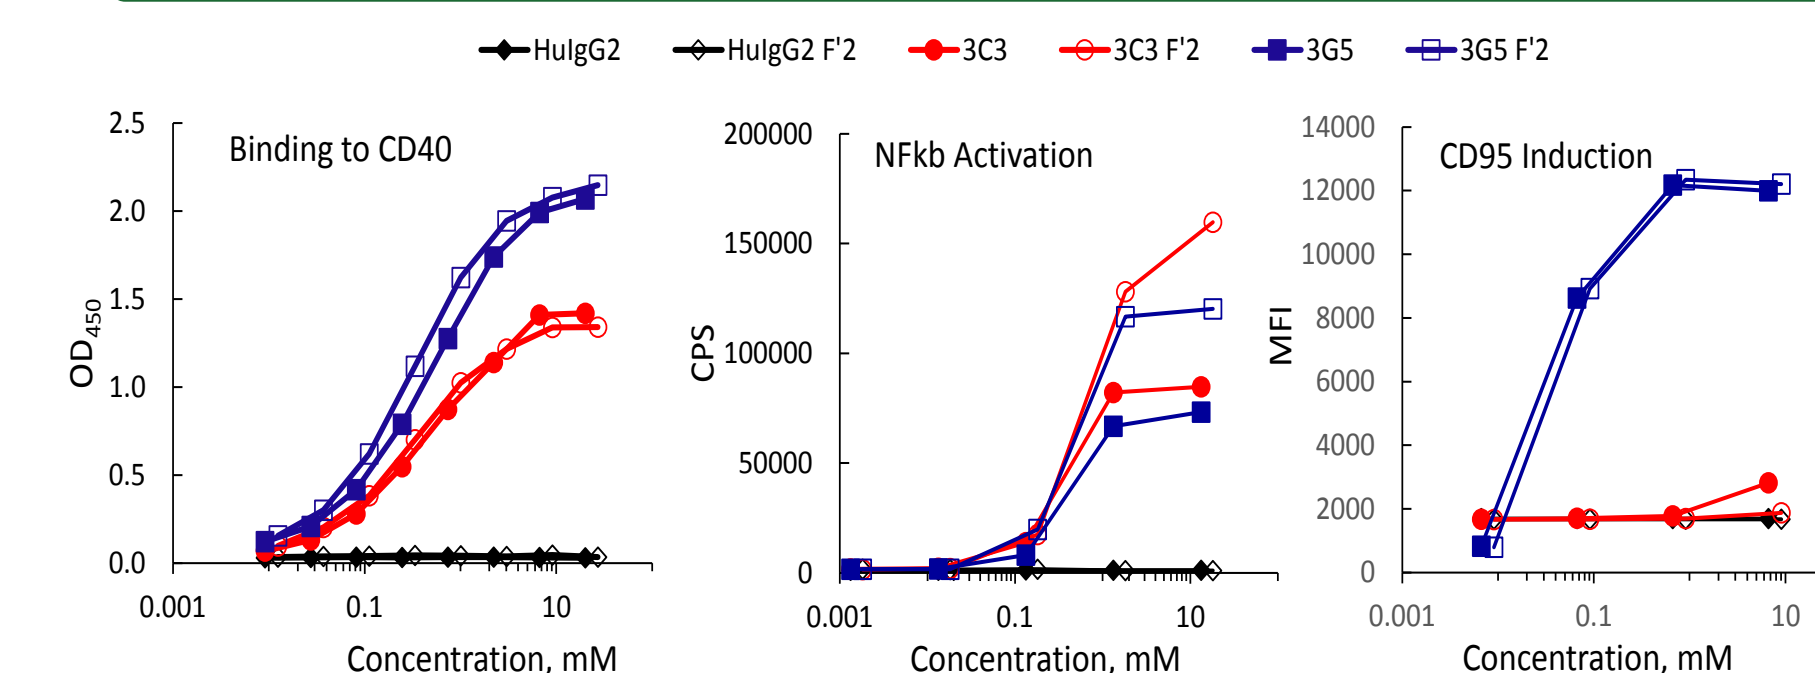 HuIgG2 HuIgG2 F'2 3C3 3C3 F'2 3G5 3G5 F'2
Binding to CD40
OD450
2.5
2.0
1.5
1.0
0.5
0.0
0.001 0.1 10
Concentration, mM
NFkb Activation
CPS
200000
150000
100000
50000
0
0.001 0.1 10
Concentration, mM
CD95 Induction
MFI
14000
12000
10000
8000
6000
4000
2000
0
0.001 0.1 10
Concentration, mM